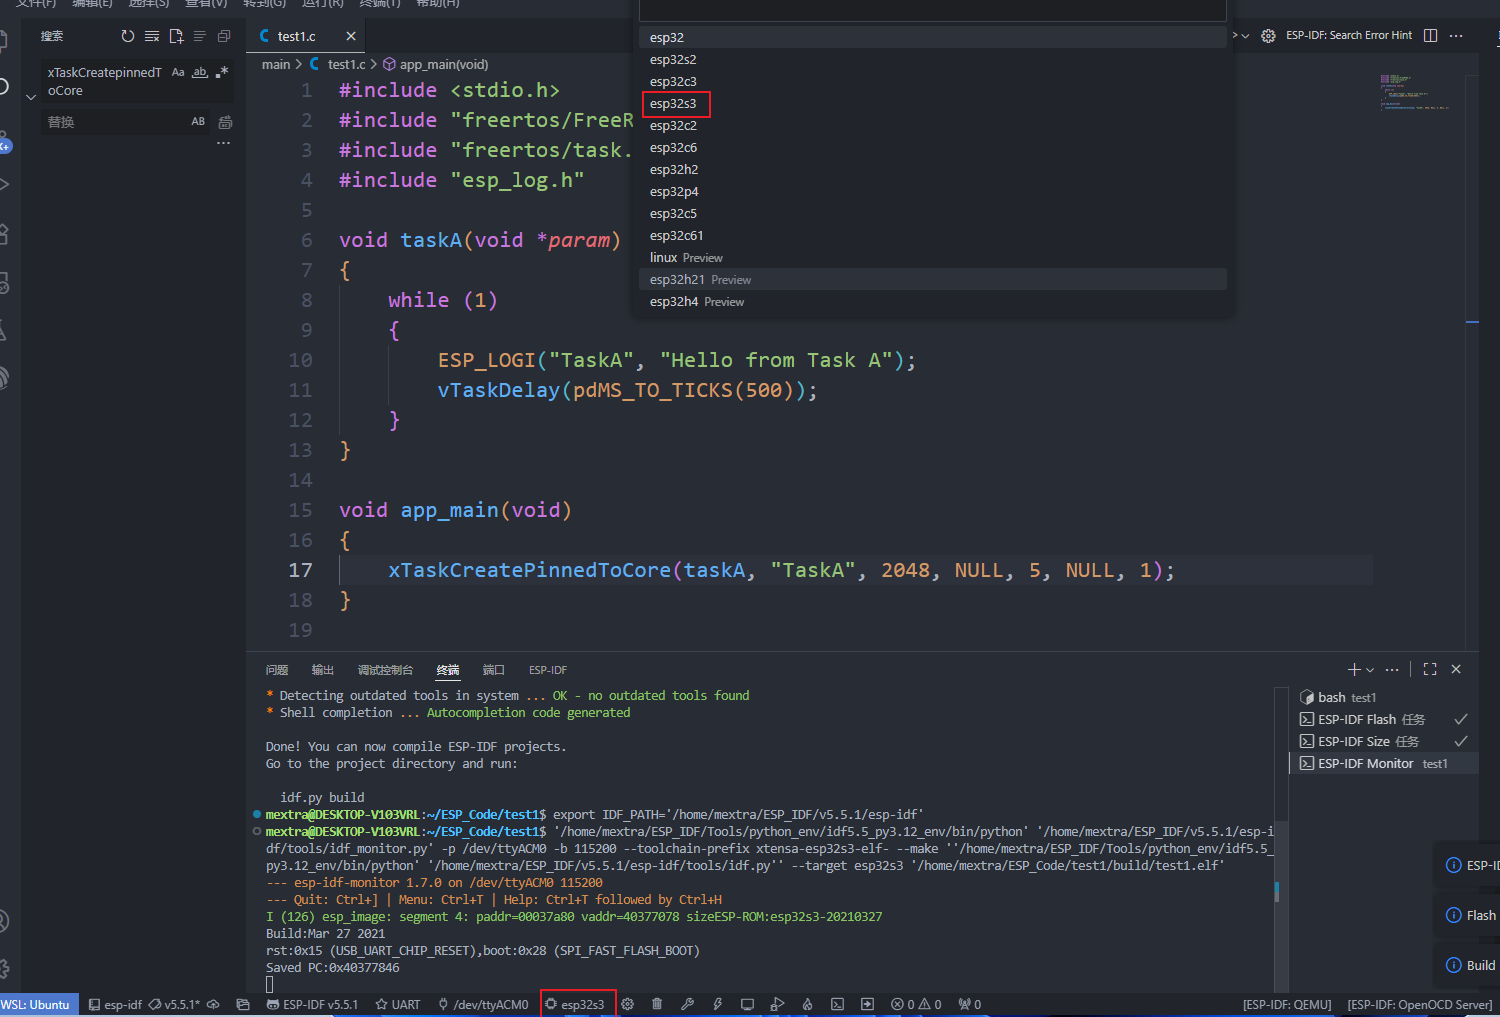 文件(F) 编辑(E) 选择(S) 查看(V) 转到(G) 运行(R) 终端(T) 帮助(H)
搜索
xTaskCreatepinnedT
oCore
Aa ab .*
替换
AB
test1.c
ESP-IDF: Search Error Hint
main > test1.c > app_main(void)
esp32
esp32s2
esp32c3
esp32s3
esp32c2
esp32c6
esp32h2
esp32p4
esp32c5
esp32c61
linux Preview
esp32h21 Preview
esp32h4 Preview
1 #include <stdio.h>
2 #include "freertos/FreeR
3 #include "freertos/task.
4 #include "esp_log.h"
5
6 void taskA(void *param)
7 {
8 while (1)
9 {
10 ESP_LOGI("TaskA", "Hello from Task A");
11 vTaskDelay(pdMS_TO_TICKS(500));
12 }
13 }
14
15 void app_main(void)
16 {
17 xTaskCreatePinnedToCore(taskA, "TaskA", 2048, NULL, 5, NULL, 1);
18 }
19
问题 输出 调试控制台 终端 端口 ESP-IDF
* Detecting outdated tools in system ... OK - no outdated tools found
* Shell completion ... Autocompletion code generated
Done! You can now compile ESP-IDF projects.
Go to the project directory and run:
idf.py build
mextra@DESKTOP-V103VRL:~/ESP_Code/test1$ export IDF_PATH='/home/mextra/ESP_IDF/v5.5.1/esp-idf'
mextra@DESKTOP-V103VRL:~/ESP_Code/test1$ '/home/mextra/ESP_IDF/Tools/python_env/idf5.5_py3.12_env/bin/python' '/home/mextra/ESP_IDF/v5.5.1/esp-i
df/tools/idf_monitor.py' -p /dev/ttyACM0 -b 115200 --toolchain-prefix xtensa-esp32s3-elf- --make ''/home/mextra/ESP_IDF/Tools/python_env/idf5.5_
py3.12_env/bin/python' '/home/mextra/ESP_IDF/v5.5.1/esp-idf/tools/idf.py'' --target esp32s3 '/home/mextra/ESP_Code/test1/build/test1.elf'
--- esp-idf-monitor 1.7.0 on /dev/ttyACM0 115200
--- Quit: Ctrl+] | Menu: Ctrl+T | Help: Ctrl+T followed by Ctrl+H
I (126) esp_image: segment 4: paddr=00037a80 vaddr=40377078 sizeESP-ROM:esp32s3-20210327
Build:Mar 27 2021
rst:0x15 (USB_UART_CHIP_RESET),boot:0x28 (SPI_FAST_FLASH_BOOT)
Saved PC:0x40377846
bash test1
ESP-IDF Flash 任务
ESP-IDF Size 任务
ESP-IDF Monitor test1
ESP-ID
Flash
Build
WSL: Ubuntu esp-idf v5.5.1* ESP-IDF v5.5.1 UART /dev/ttyACM0 esp32s3 0 0 0 [ESP-IDF: QEMU] [ESP-IDF: OpenOCD Server]